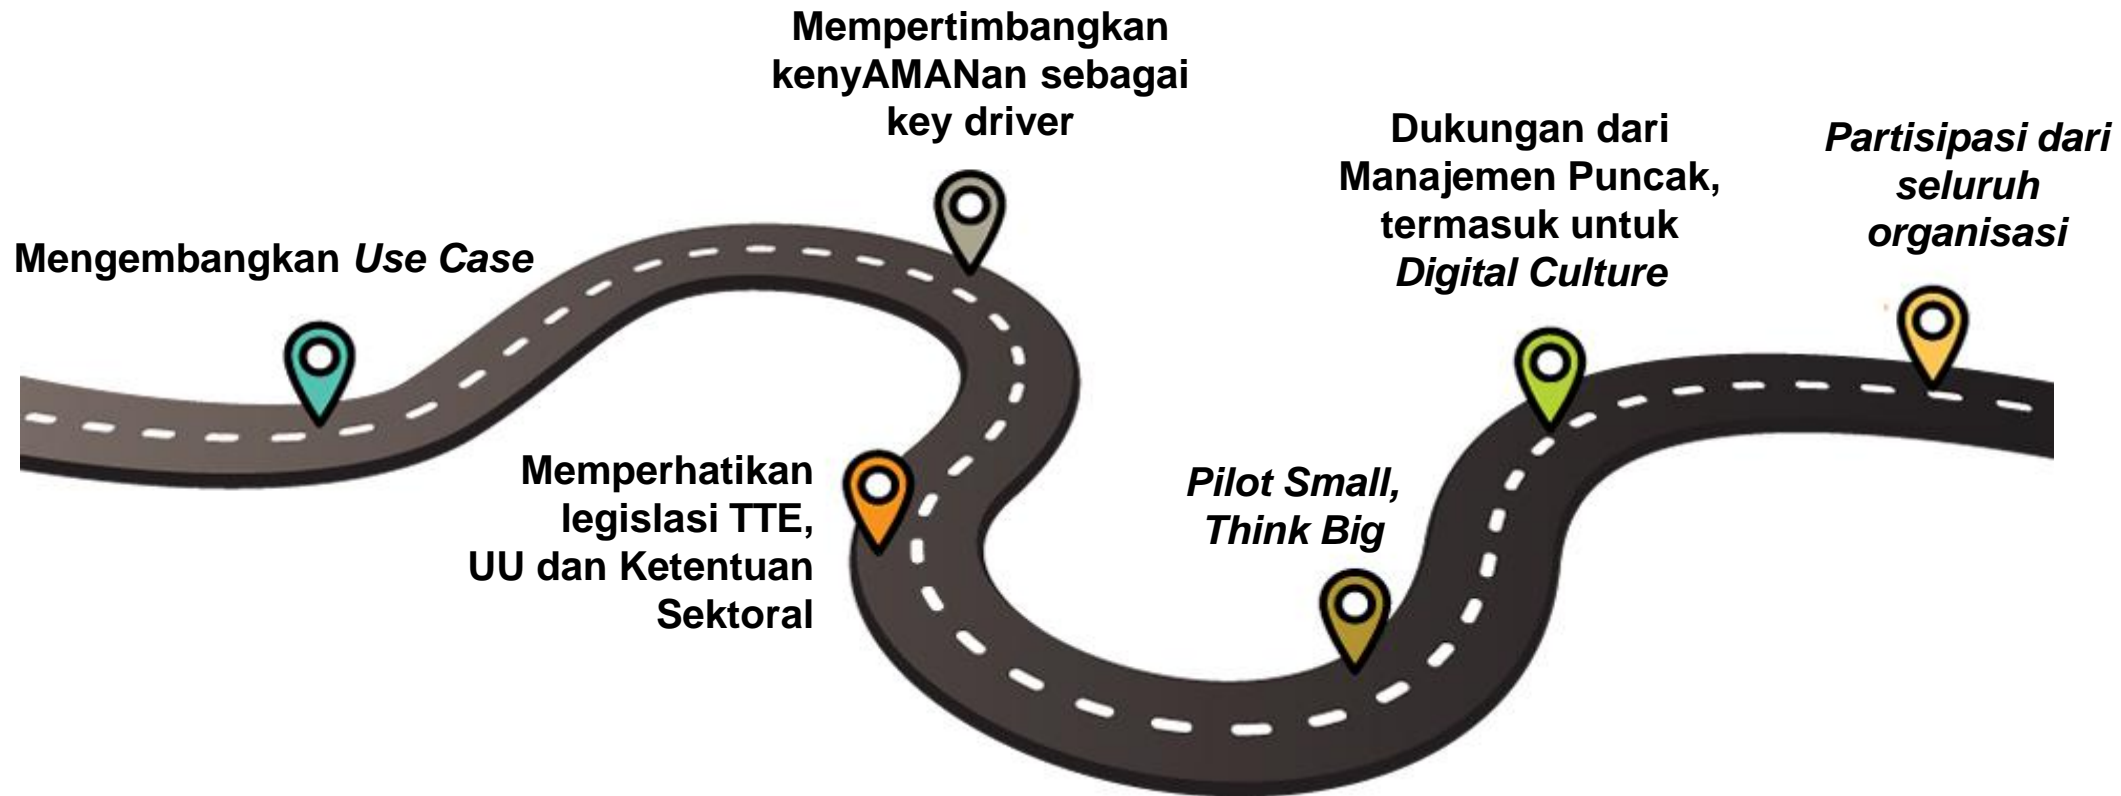 Mengembangkan Use Case
Mempertimbangkan
kenyAMANan sebagai
key driver
Memperhatikan
legislasi TTE,
UU dan Ketentuan
Sektoral
Pilot Small,
Think Big
Dukungan dari
Manajemen Puncak,
termasuk untuk
Digital Culture
Partisipasi dari
seluruh
organisasi